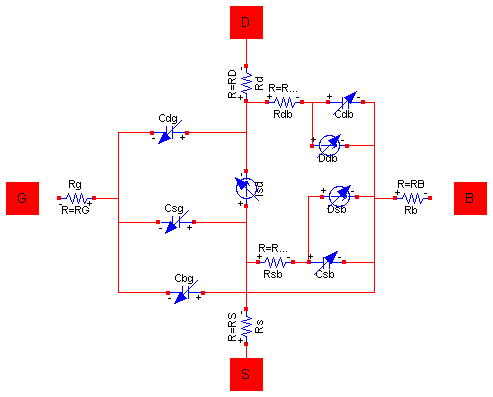 D
R=RD
Rd
R=R...
Rdb
Cdb
Cdg
Ddb
Isd
Dsb
G
Rg
R=RG
Csg
R=RB
Rb
B
R=R...
Rsb
Csb
Cbg
R=RS
Rs
S